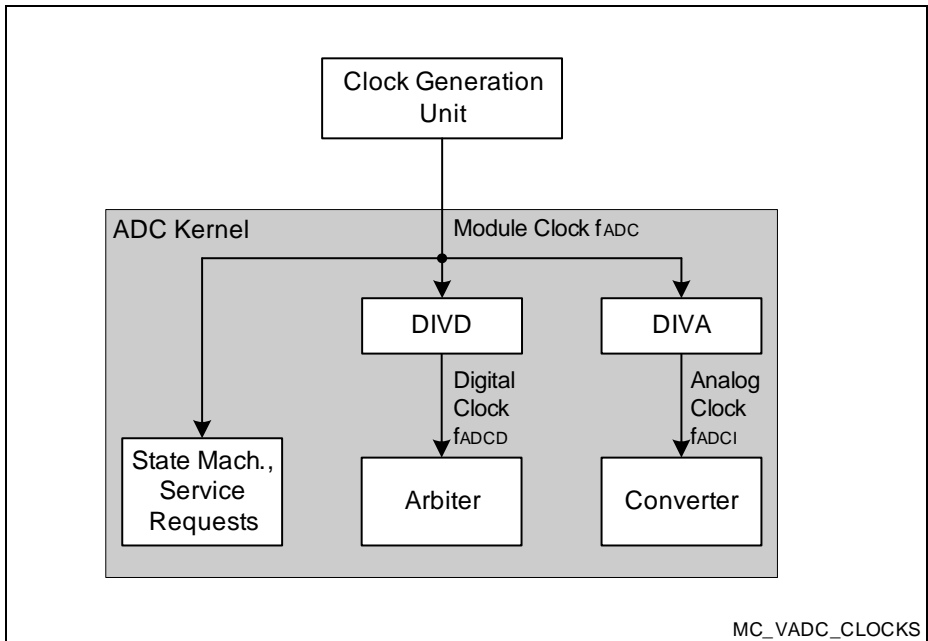 Clock Generation
Unit
ADC Kernel
Module Clock fADC
DIVD
DIVA
Digital
Clock
fADCD
Analog
Clock
fADCI
State Mach.,
Service
Requests
Arbiter
Converter
MC_VADC_CLOCKS